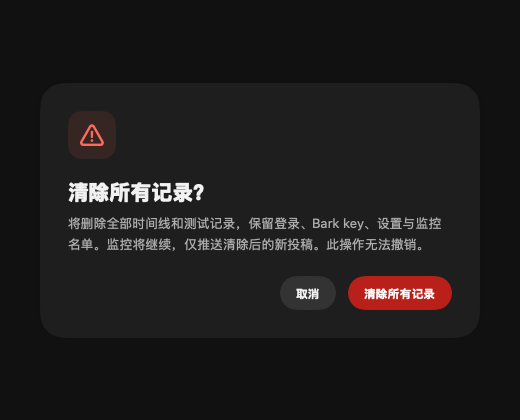 清除所有记录？
将删除全部时间线和测试记录，保留登录、Bark key、设置与监控
名单。监控将继续，仅推送清除后的新投稿。此操作无法撤销。
取消
清除所有记录